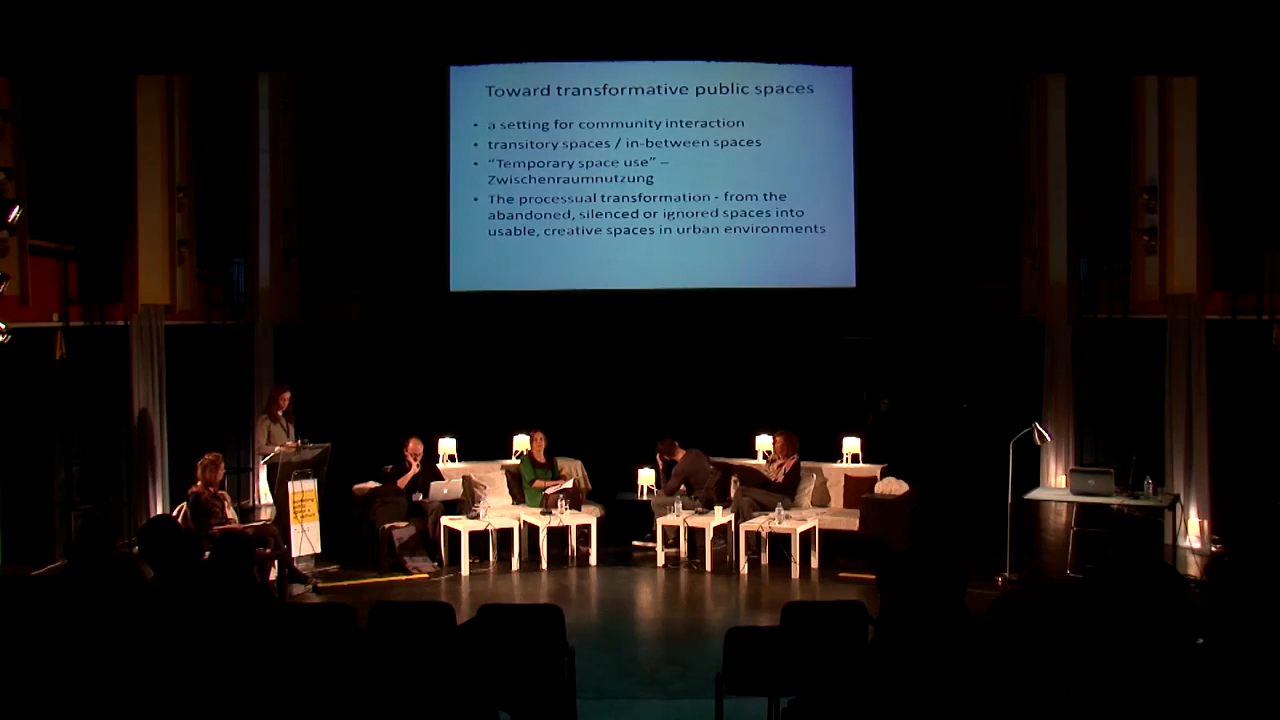 Toward transformative public spaces
• a setting for community interaction
• transitory spaces / in-between spaces
• “Temporary space use” –
Zwischenraumnutzung
• The processual transformation - from the
abandoned, silenced or ignored spaces into
usable, creative spaces in urban environments